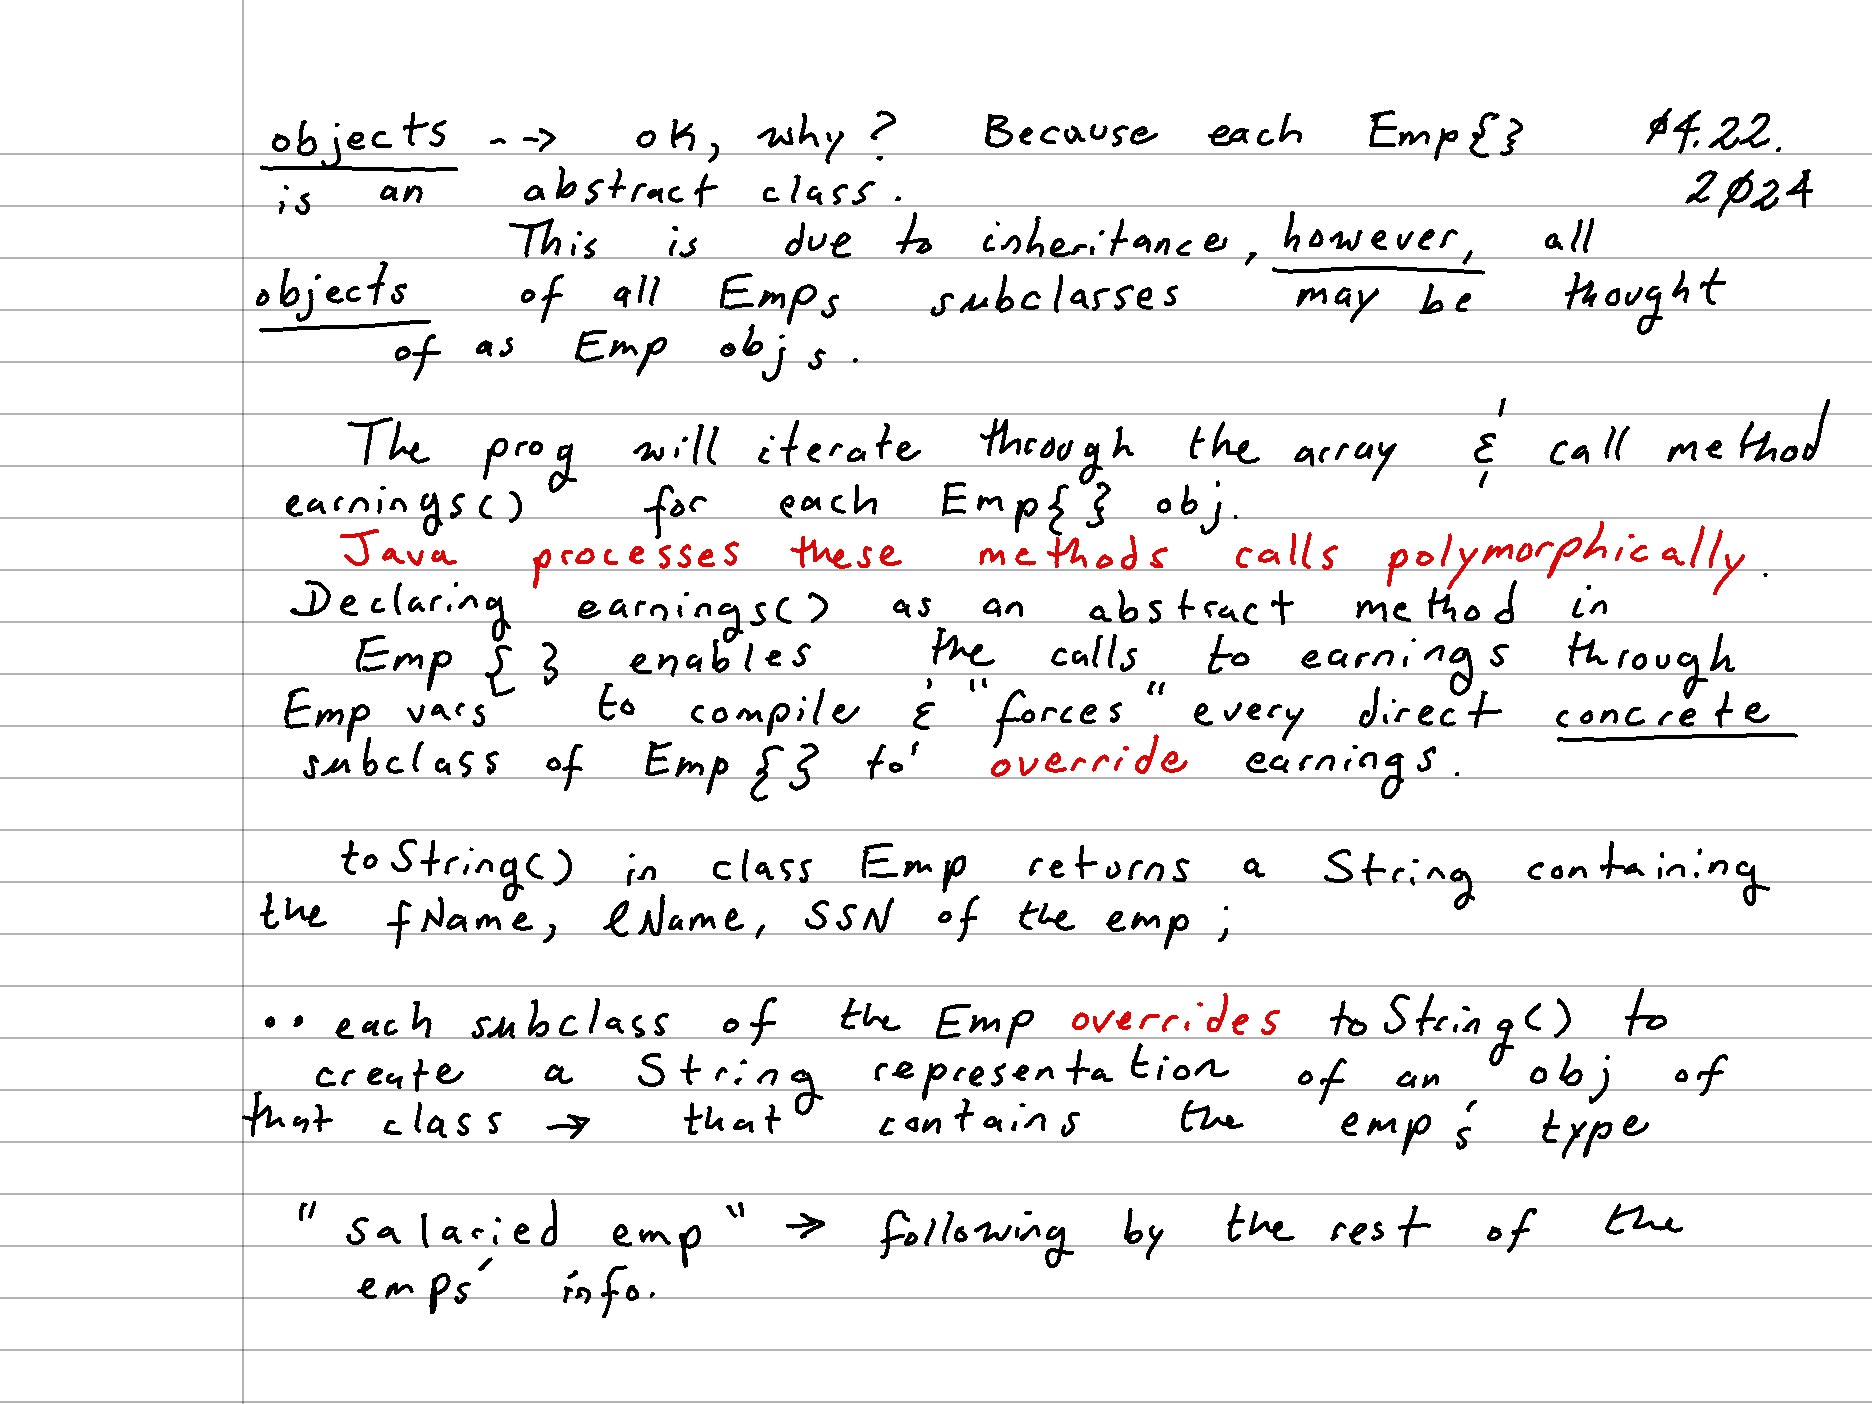 objects --→ ok, why? Because each Emp{} 04.22.
is an abstract class. 2024
This is due to inheritance, however, all
objects of all Emps subclasses may be thought
of as Emp objs.
The prog will iterate through the array & call method
earnings() for each Emp{} obj.
Java processes these methods calls polymorphically.
Declaring earnings() as an abstract method in
Emp{} enables the calls to earnings through
Emp vars to compile & "forces" every direct concrete
subclass of Emp{} to override earnings.
toString() in class Emp returns a String containing
the fName, lName, SSN of the emp;
•• each subclass of the Emp overrides toString() to
create a String representation of an obj of
that class → that contains the emp's type
"salaried emp" → following by the rest of the
emps' info.